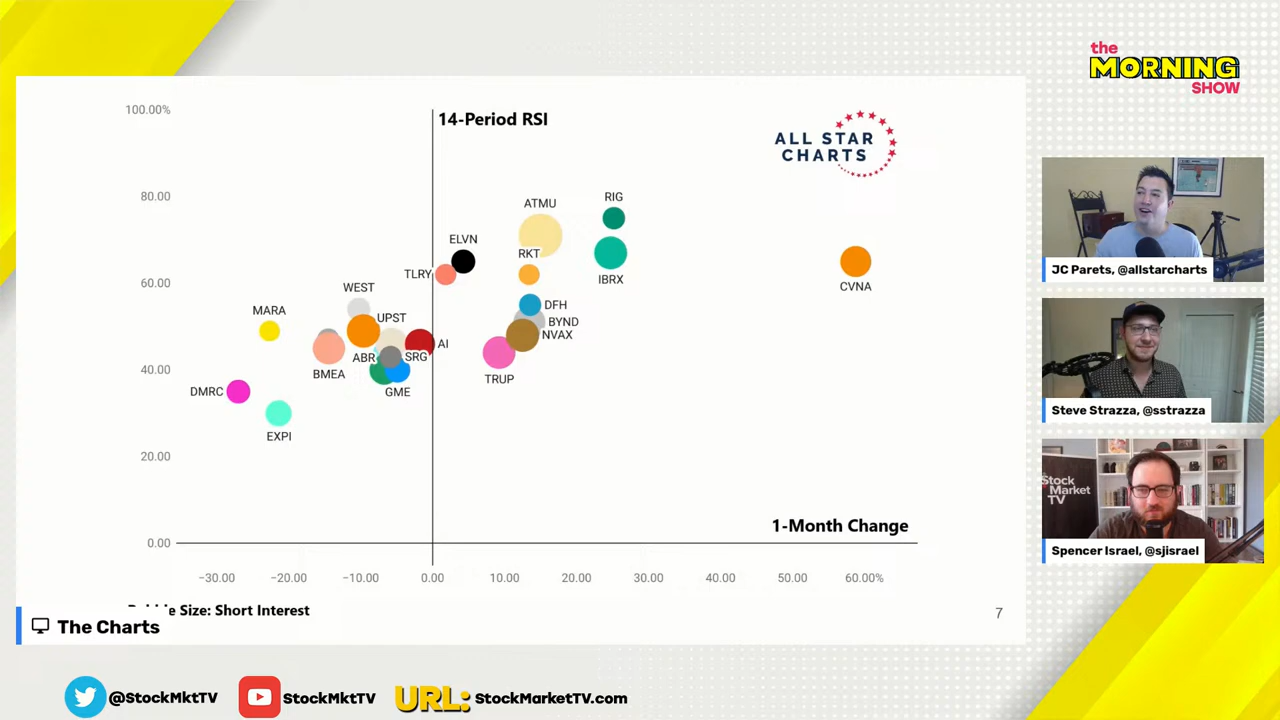 the
MORNING
SHOW
14-Period RSI
ALL STAR
CHARTS
100.00%
80.00
60.00
40.00
20.00
0.00
RIG
ATMU
ELVN
RKT
TLRY
IBRX
CVNA
WEST
MARA
UPST
DFH
BYND
NVAX
AI
ABR
SRG
BMEA
TRUP
DMRC
GME
EXPI
1-Month Change
−30.00
−20.00
−10.00
0.00
10.00
20.00
30.00
40.00
50.00
60.00%
Size: Short Interest
7
The Charts
JC Parets, @allstarcharts
Steve Strazza, @sstrazza
Stock
Market
TV
Spencer Israel, @sjisrael
@StockMktTV
StockMktTV
URL:
StockMarketTV.com